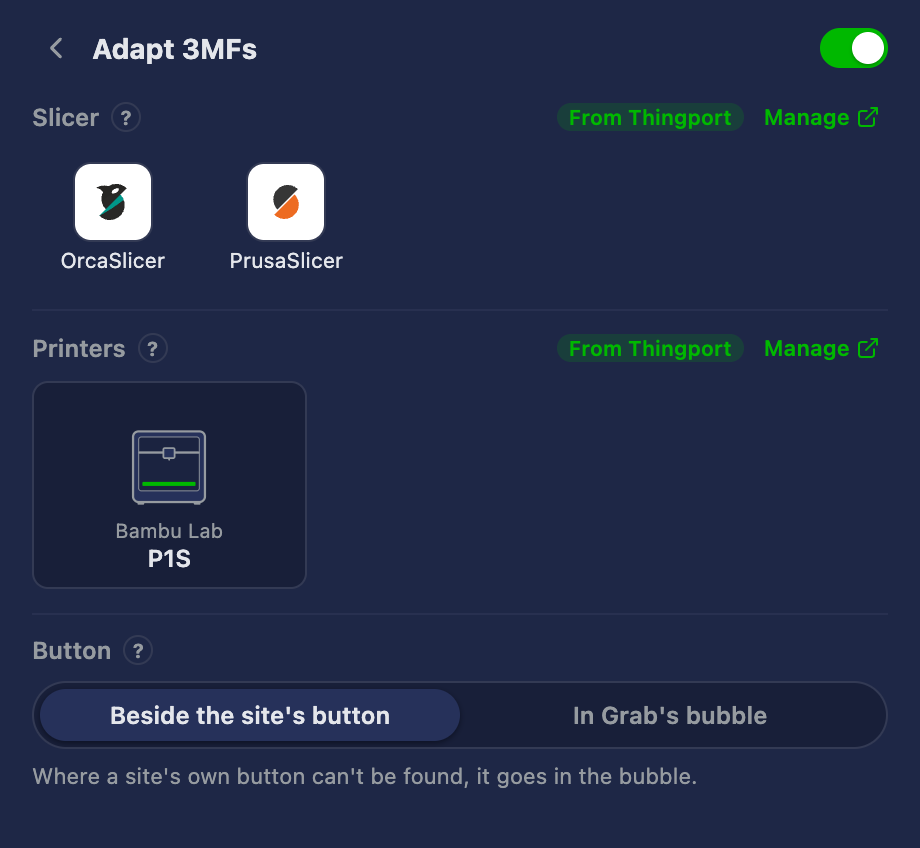 Adapt 3MFs
Slicer ? From Thingport Manage
OrcaSlicer PrusaSlicer
Printers ? From Thingport Manage
Bambu Lab
P1S
Button ?
Beside the site's button In Grab's bubble
Where a site's own button can't be found, it goes in the bubble.